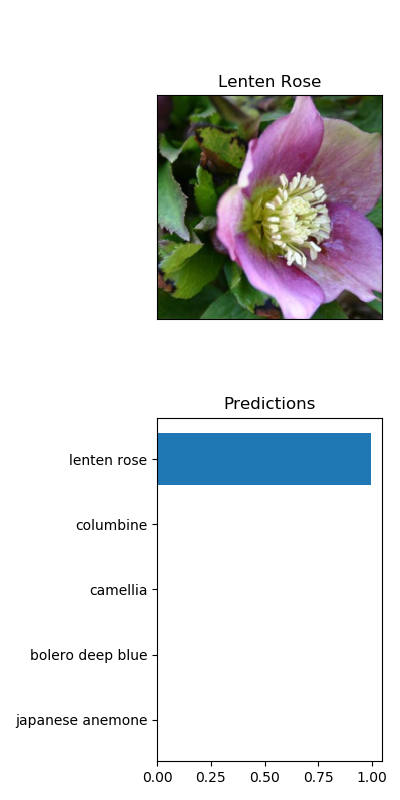 Lenten Rose
Predictions
lenten rose
columbine
camellia
bolero deep blue
japanese anemone
0.00 0.25 0.50 0.75 1.00